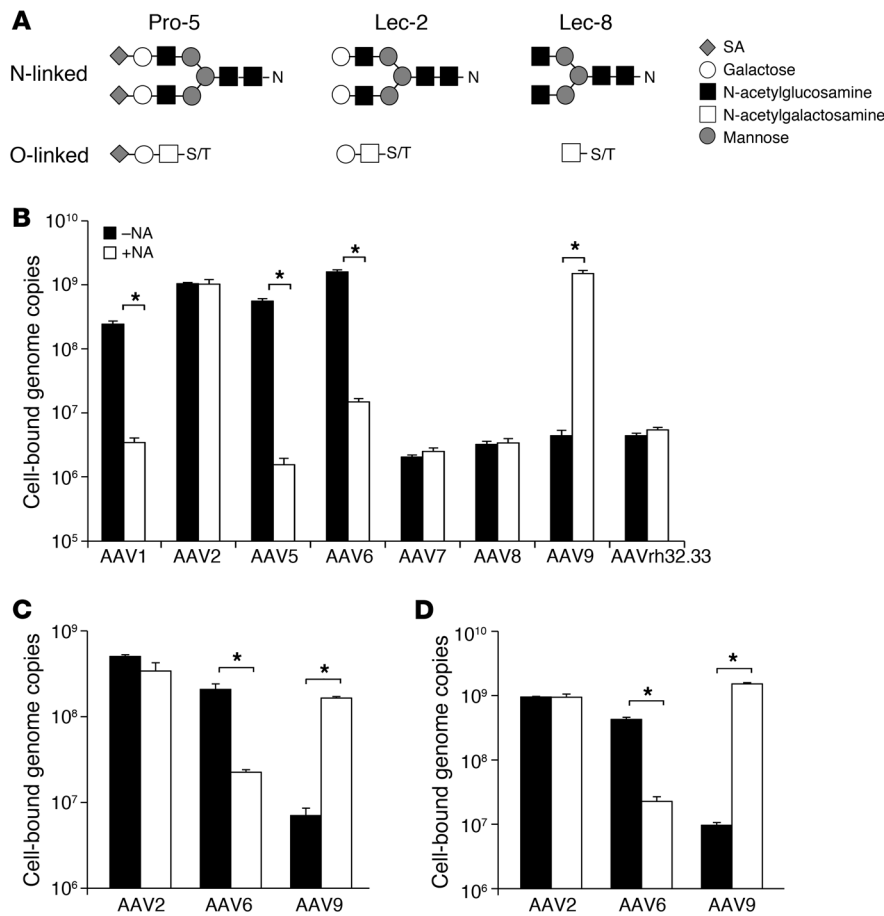 A
Pro-5 Lec-2 Lec-8
N-linked
N N N
O-linked
S/T S/T S/T
SA
Galactose
N-acetylglucosamine
N-acetylgalactosamine
Mannose
B
–NA
+NA
Cell-bound genome copies
10¹⁰
10⁹
10⁸
10⁷
10⁶
10⁵
* * * *
AAV1 AAV2 AAV5 AAV6 AAV7 AAV8 AAV9 AAVrh32.33
C
Cell-bound genome copies
10⁹
10⁸
10⁷
10⁶
* *
AAV2 AAV6 AAV9
D
Cell-bound genome copies
10¹⁰
10⁹
10⁸
10⁷
10⁶
* *
AAV2 AAV6 AAV9